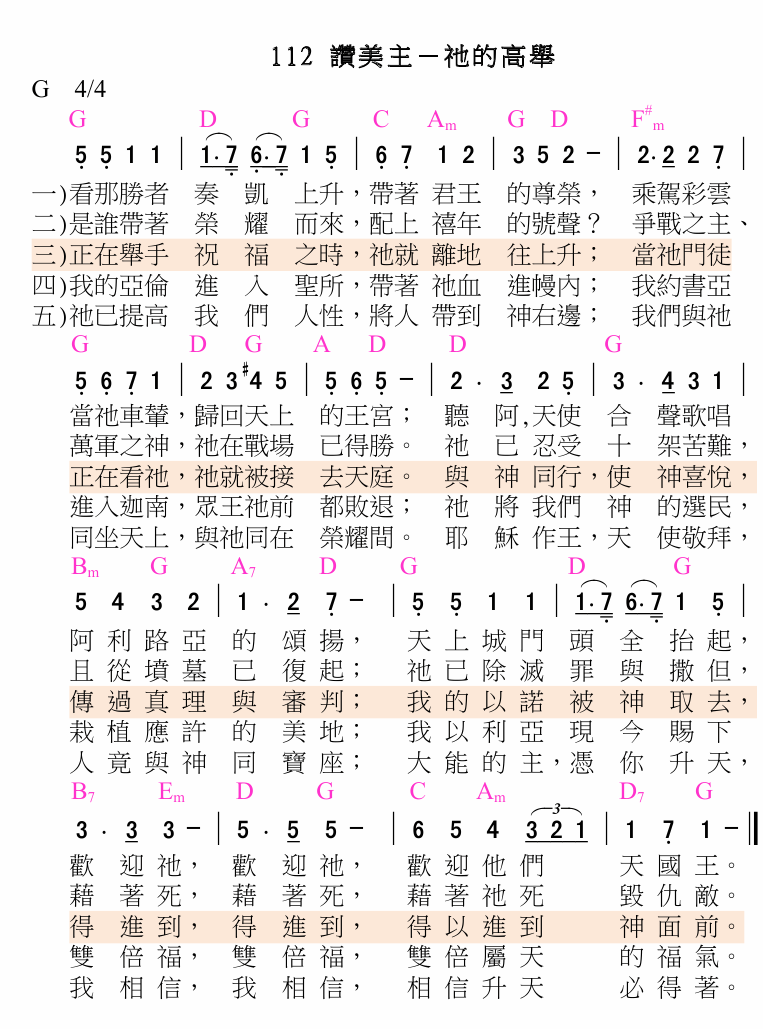 112 讚美主－祂的高舉
G 4/4
G D G C Am G D F#m
5 5 1 1 | 1·7 6·7 1 5 | 6 7 1 2 | 3 5 2 – | 2·2 2 7 |
一)看那勝者 奏 凱 上升，帶著 君王 的尊榮， 乘駕彩雲
二)是誰帶著 榮 耀 而來，配上 禧年 的號聲？ 爭戰之主、
三)正在舉手 祝 福 之時，祂就 離地 往上升； 當祂門徒
四)我的亞倫 進 入 聖所，帶著 祂血 進幔內； 我約書亞
五)祂已提高 我 們 人性，將人 帶到 神右邊； 我們與祂
G D G A D D G
5 6 7 1 | 2 3 #4 5 | 5 6 5 – | 2 · 3 2 5 | 3 · 4 3 1 |
當祂車輦，歸回天上 的王宮； 聽 阿,天使 合 聲歌唱
萬軍之神，祂在戰場 已得勝。 祂 已 忍受 十 架苦難，
正在看祂，祂就被接 去天庭。 與 神 同行，使 神喜悅，
進入迦南，眾王祂前 都敗退； 祂 將 我們 神 的選民，
同坐天上，與祂同在 榮耀間。 耶 穌 作王，天 使敬拜，
Bm G A7 D G D G
5 4 3 2 | 1 · 2 7 – | 5 5 1 1 | 1·7 6·7 1 5 |
阿 利 路 亞 的 頌 揚， 天 上 城 門 頭 全 抬 起，
且 從 墳 墓 已 復 起； 祂 已 除 滅 罪 與 撒 但，
傳 過 真 理 與 審 判； 我 的 以 諾 被 神 取 去，
栽 植 應 許 的 美 地； 我 以 利 亞 現 今 賜 下
人 竟 與 神 同 寶 座； 大 能 的 主，憑 你 升 天，
B7 Em D G C Am D7 G
3 · 3 3 – | 5 · 5 5 – | 6 5 4 3 2 1 | 1 7 1 – ||
歡 迎 祂， 歡 迎 祂， 歡 迎 他 們 天 國 王。
藉 著 死， 藉 著 死， 藉 著 祂 死 毀 仇 敵。
得 進 到， 得 進 到， 得 以 進 到 神 面 前。
雙 倍 福， 雙 倍 福， 雙 倍 屬 天 的 福 氣。
我 相 信， 我 相 信， 相 信 升 天 必 得 著。